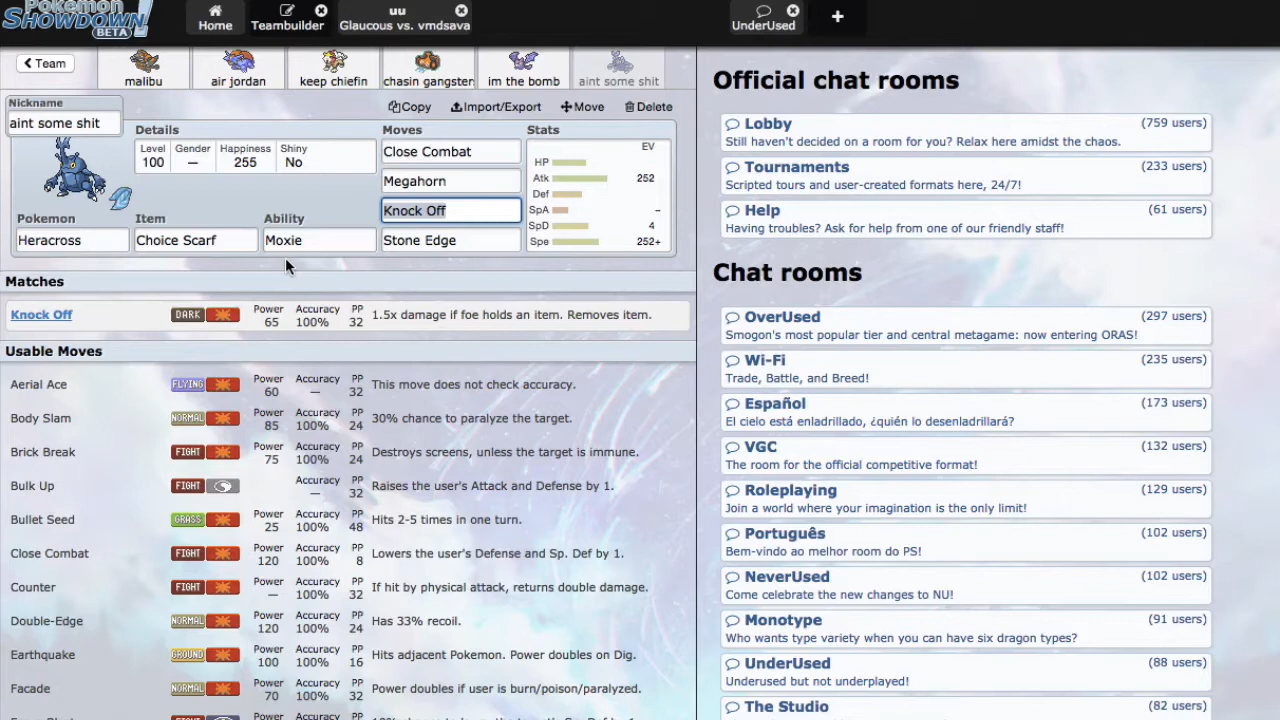 Pokémon
SHOWDOWN!
BETA
Home
Teambuilder
uu
Glaucous vs. vmdsava
UnderUsed
+
Team
malibu
air jordan
keep chiefin
chasin gangster
im the bomb
aint some shit
Copy
Import/Export
Move
Delete
Nickname
aint some shit
Details
Level
100
Gender
—
Happiness
255
Shiny
No
Pokemon
Heracross
Item
Choice Scarf
Ability
Moxie
Moves
Close Combat
Megahorn
Knock Off
Stone Edge
Stats
EV
HP
Atk 252
Def
SpA –
SpD 4
Spe 252+
Matches
Knock Off DARK Power 65 Accuracy 100% PP 32 1.5x damage if foe holds an item. Removes item.
Usable Moves
Aerial Ace FLYING Power 60 Accuracy — PP 32 This move does not check accuracy.
Body Slam NORMAL Power 85 Accuracy 100% PP 24 30% chance to paralyze the target.
Brick Break FIGHT Power 75 Accuracy 100% PP 24 Destroys screens, unless the target is immune.
Bulk Up FIGHT Accuracy — PP 32 Raises the user's Attack and Defense by 1.
Bullet Seed GRASS Power 25 Accuracy 100% PP 48 Hits 2-5 times in one turn.
Close Combat FIGHT Power 120 Accuracy 100% PP 8 Lowers the user's Defense and Sp. Def by 1.
Counter FIGHT Power — Accuracy 100% PP 32 If hit by physical attack, returns double damage.
Double-Edge NORMAL Power 120 Accuracy 100% PP 24 Has 33% recoil.
Earthquake GROUND Power 100 Accuracy 100% PP 16 Hits adjacent Pokemon. Power doubles on Dig.
Facade NORMAL Power 70 Accuracy 100% PP 32 Power doubles if user is burn/poison/paralyzed.
Official chat rooms
Lobby (759 users)
Still haven't decided on a room for you? Relax here amidst the chaos.
Tournaments (233 users)
Scripted tours and user-created formats here, 24/7!
Help (61 users)
Having troubles? Ask for help from one of our friendly staff!
Chat rooms
OverUsed (297 users)
Smogon's most popular tier and central metagame: now entering ORAS!
Wi-Fi (235 users)
Trade, Battle, and Breed!
Español (173 users)
El cielo está enladrillado, ¿quién lo desenladrillará?
VGC (132 users)
The room for the official competitive format!
Roleplaying (129 users)
Join a world where your imagination is the only limit!
Português (102 users)
Bem-vindo ao melhor room do PS!
NeverUsed (102 users)
Come celebrate the new changes to NU!
Monotype (91 users)
Who wants type variety when you can have six dragon types?
UnderUsed (88 users)
Underused but not underplayed!
The Studio (82 users)